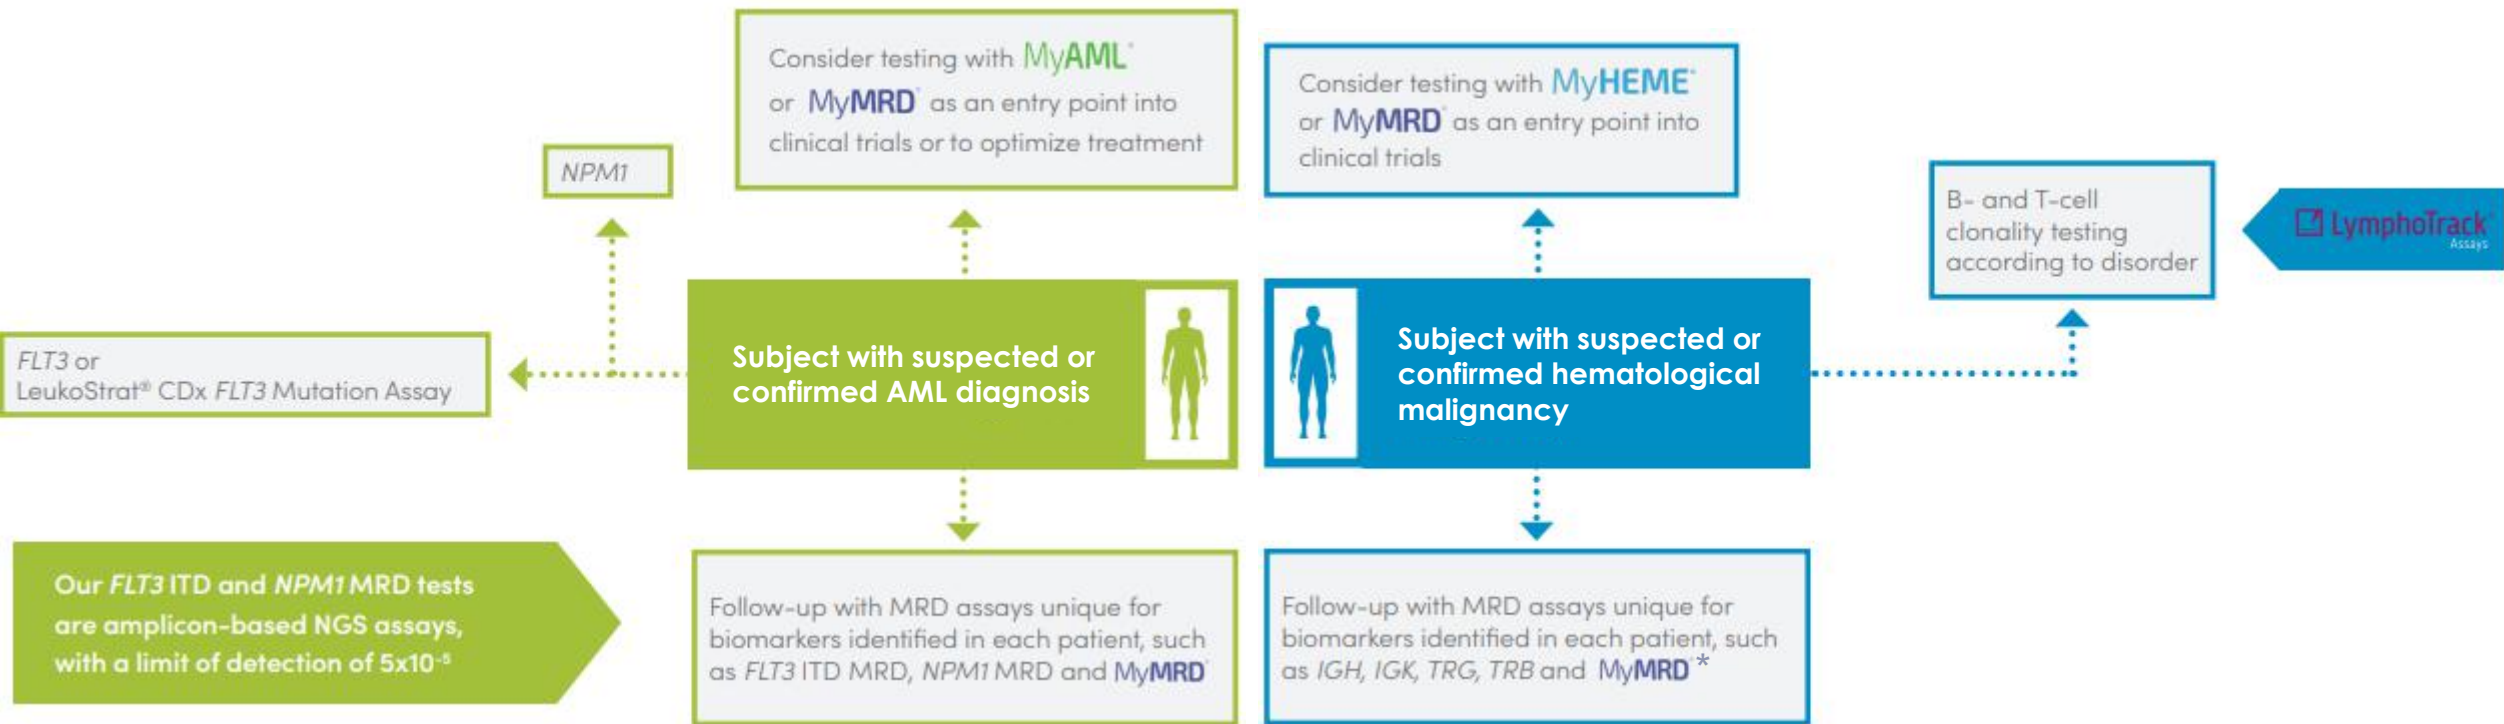 Consider testing with MyAML®
or MyMRD® as an entry point into
clinical trials or to optimize treatment
Consider testing with MyHEME®
or MyMRD® as an entry point into
clinical trials
NPM1
B- and T-cell
clonality testing
according to disorder
LymphoTrack®
Assays
FLT3 or
LeukoStrat® CDx FLT3 Mutation Assay
Subject with suspected or
confirmed AML diagnosis
Subject with suspected or
confirmed hematological
malignancy
Our FLT3 ITD and NPM1 MRD tests
are amplicon-based NGS assays,
with a limit of detection of 5x10⁻⁵
Follow-up with MRD assays unique for
biomarkers identified in each patient, such
as FLT3 ITD MRD, NPM1 MRD and MyMRD®
Follow-up with MRD assays unique for
biomarkers identified in each patient, such
as IGH, IGK, TRG, TRB and MyMRD®*